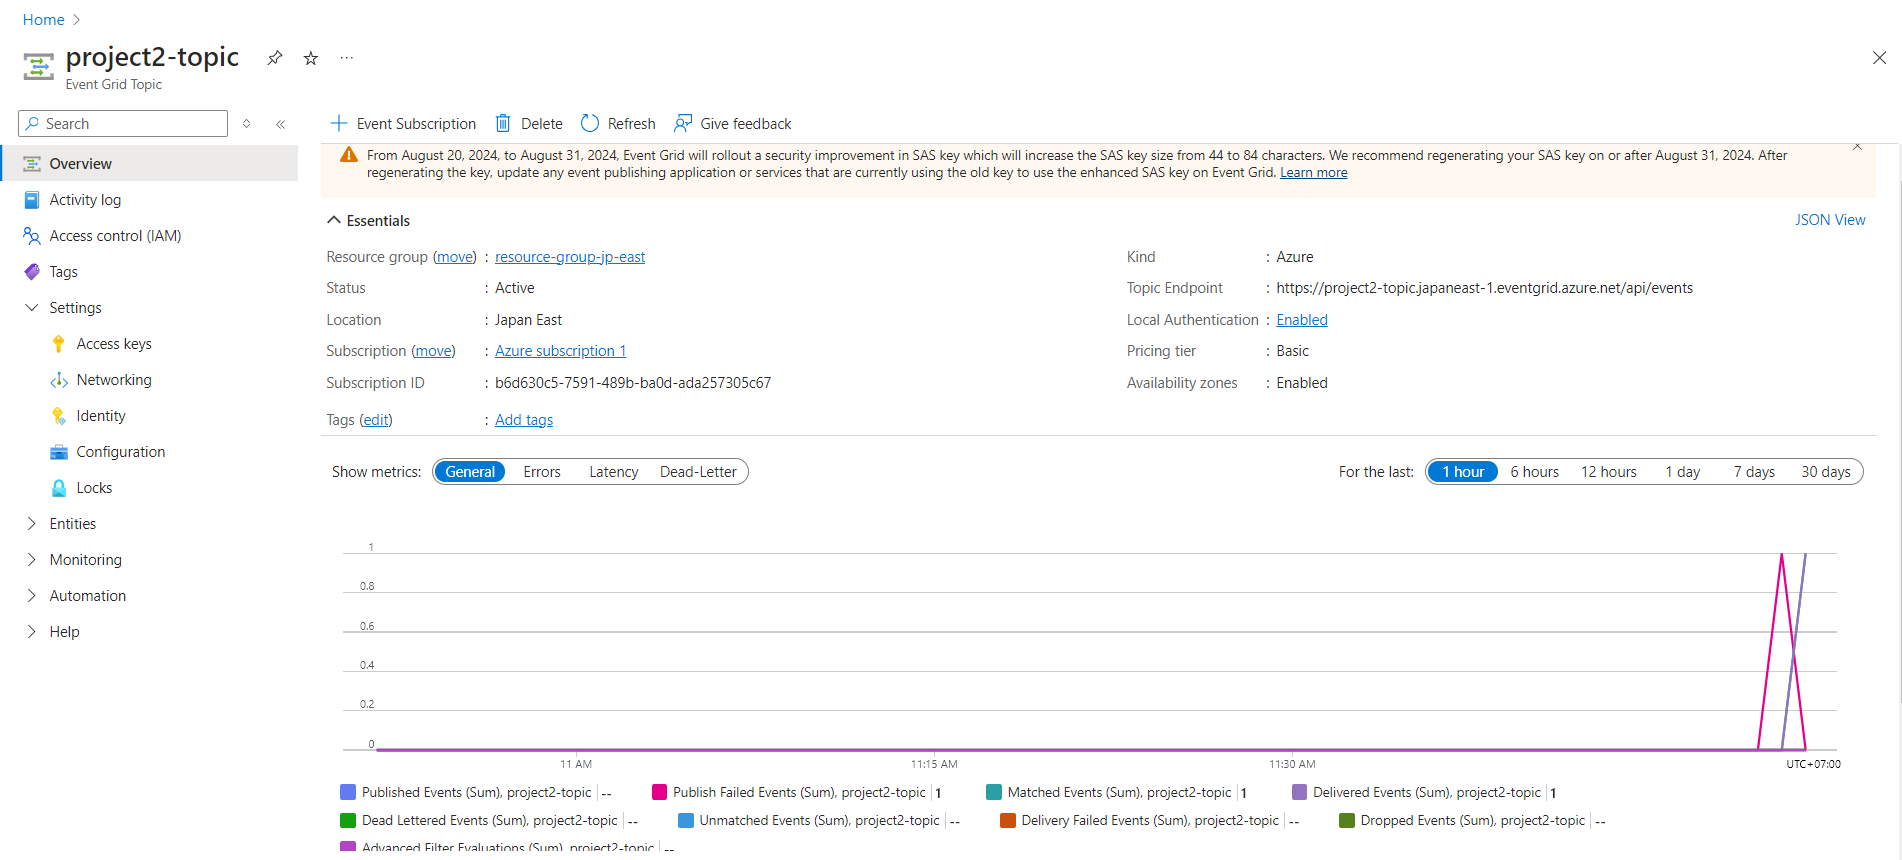 Home
project2-topic
Event Grid Topic
Search
Overview
Activity log
Access control (IAM)
Tags
Settings
Access keys
Networking
Identity
Configuration
Locks
Entities
Monitoring
Automation
Help
Event Subscription Delete Refresh Give feedback
From August 20, 2024, to August 31, 2024, Event Grid will rollout a security improvement in SAS key which will increase the SAS key size from 44 to 84 characters. We recommend regenerating your SAS key on or after August 31, 2024. After
regenerating the key, update any event publishing application or services that are currently using the old key to use the enhanced SAS key on Event Grid. Learn more
Essentials JSON View
Resource group (move) : resource-group-jp-east
Status : Active
Location : Japan East
Subscription (move) : Azure subscription 1
Subscription ID : b6d630c5-7591-489b-ba0d-ada257305c67
Tags (edit) : Add tags
Kind : Azure
Topic Endpoint : https://project2-topic.japaneast-1.eventgrid.azure.net/api/events
Local Authentication : Enabled
Pricing tier : Basic
Availability zones : Enabled
Show metrics: General Errors Latency Dead-Letter
For the last: 1 hour 6 hours 12 hours 1 day 7 days 30 days
1
0.8
0.6
0.4
0.2
0
11 AM 11:15 AM 11:30 AM UTC+07:00
Published Events (Sum), project2-topic -- Publish Failed Events (Sum), project2-topic 1 Matched Events (Sum), project2-topic 1 Delivered Events (Sum), project2-topic 1
Dead Lettered Events (Sum), project2-topic -- Unmatched Events (Sum), project2-topic -- Delivery Failed Events (Sum), project2-topic -- Dropped Events (Sum), project2-topic --
Advanced Filter Evaluations (Sum), project2-topic --